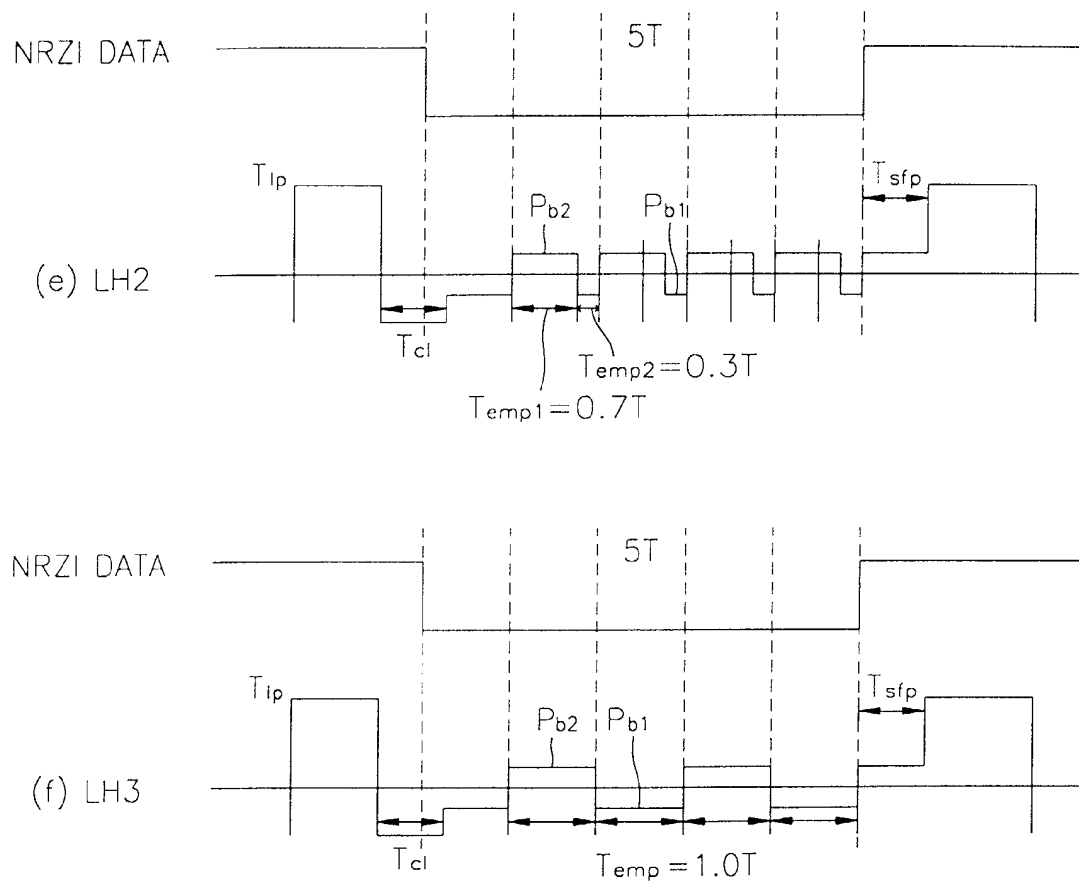 5T
NRZI DATA
Tlp
Pb2
Pb1
Tsfp
(e) LH2
Tcl
Temp2=0.3T
Temp1=0.7T
5T
NRZI DATA
Tlp
Pb2
Pb1
Tsfp
(f) LH3
Tcl
Temp=1.0T